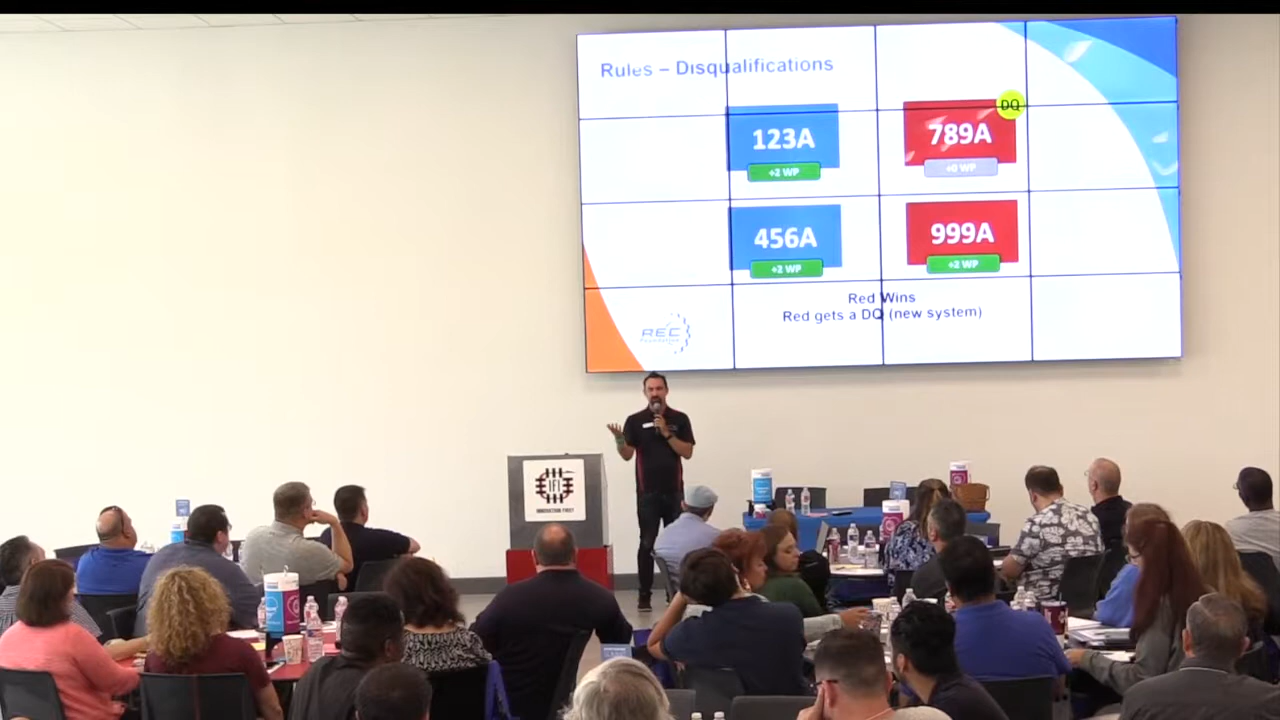 Rules – Disqualifications
DQ
123A
789A
+2 WP
+0 WP
456A
999A
+2 WP
+2 WP
Red Wins
Red gets a DQ (new system)
REC
Foundation
IFI
INNOVATION FIRST